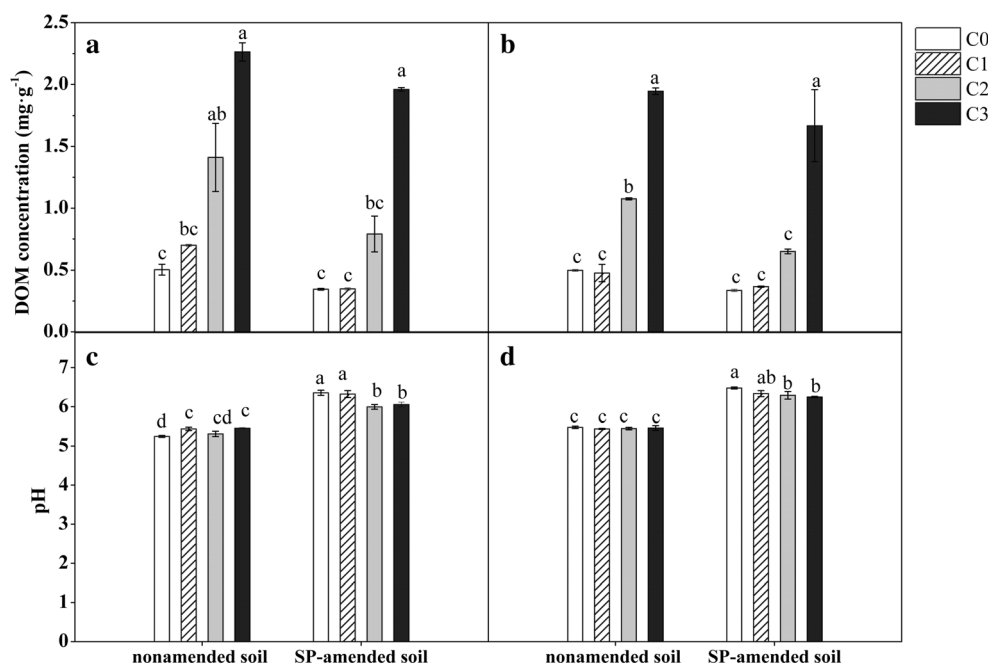 2.5
2.0
1.5
1.0
0.5
0.0
DOM concentration (mg·g⁻¹)
a
c
bc
ab
a
c
c
bc
a
b
c
c
b
a
c
c
c
a
C0
C1
C2
C3
7
6
5
4
3
2
1
0
pH
c
d
c
cd
c
a
a
b
b
d
c
c
c
c
a
ab
b
b
nonamended soil
SP-amended soil
nonamended soil
SP-amended soil